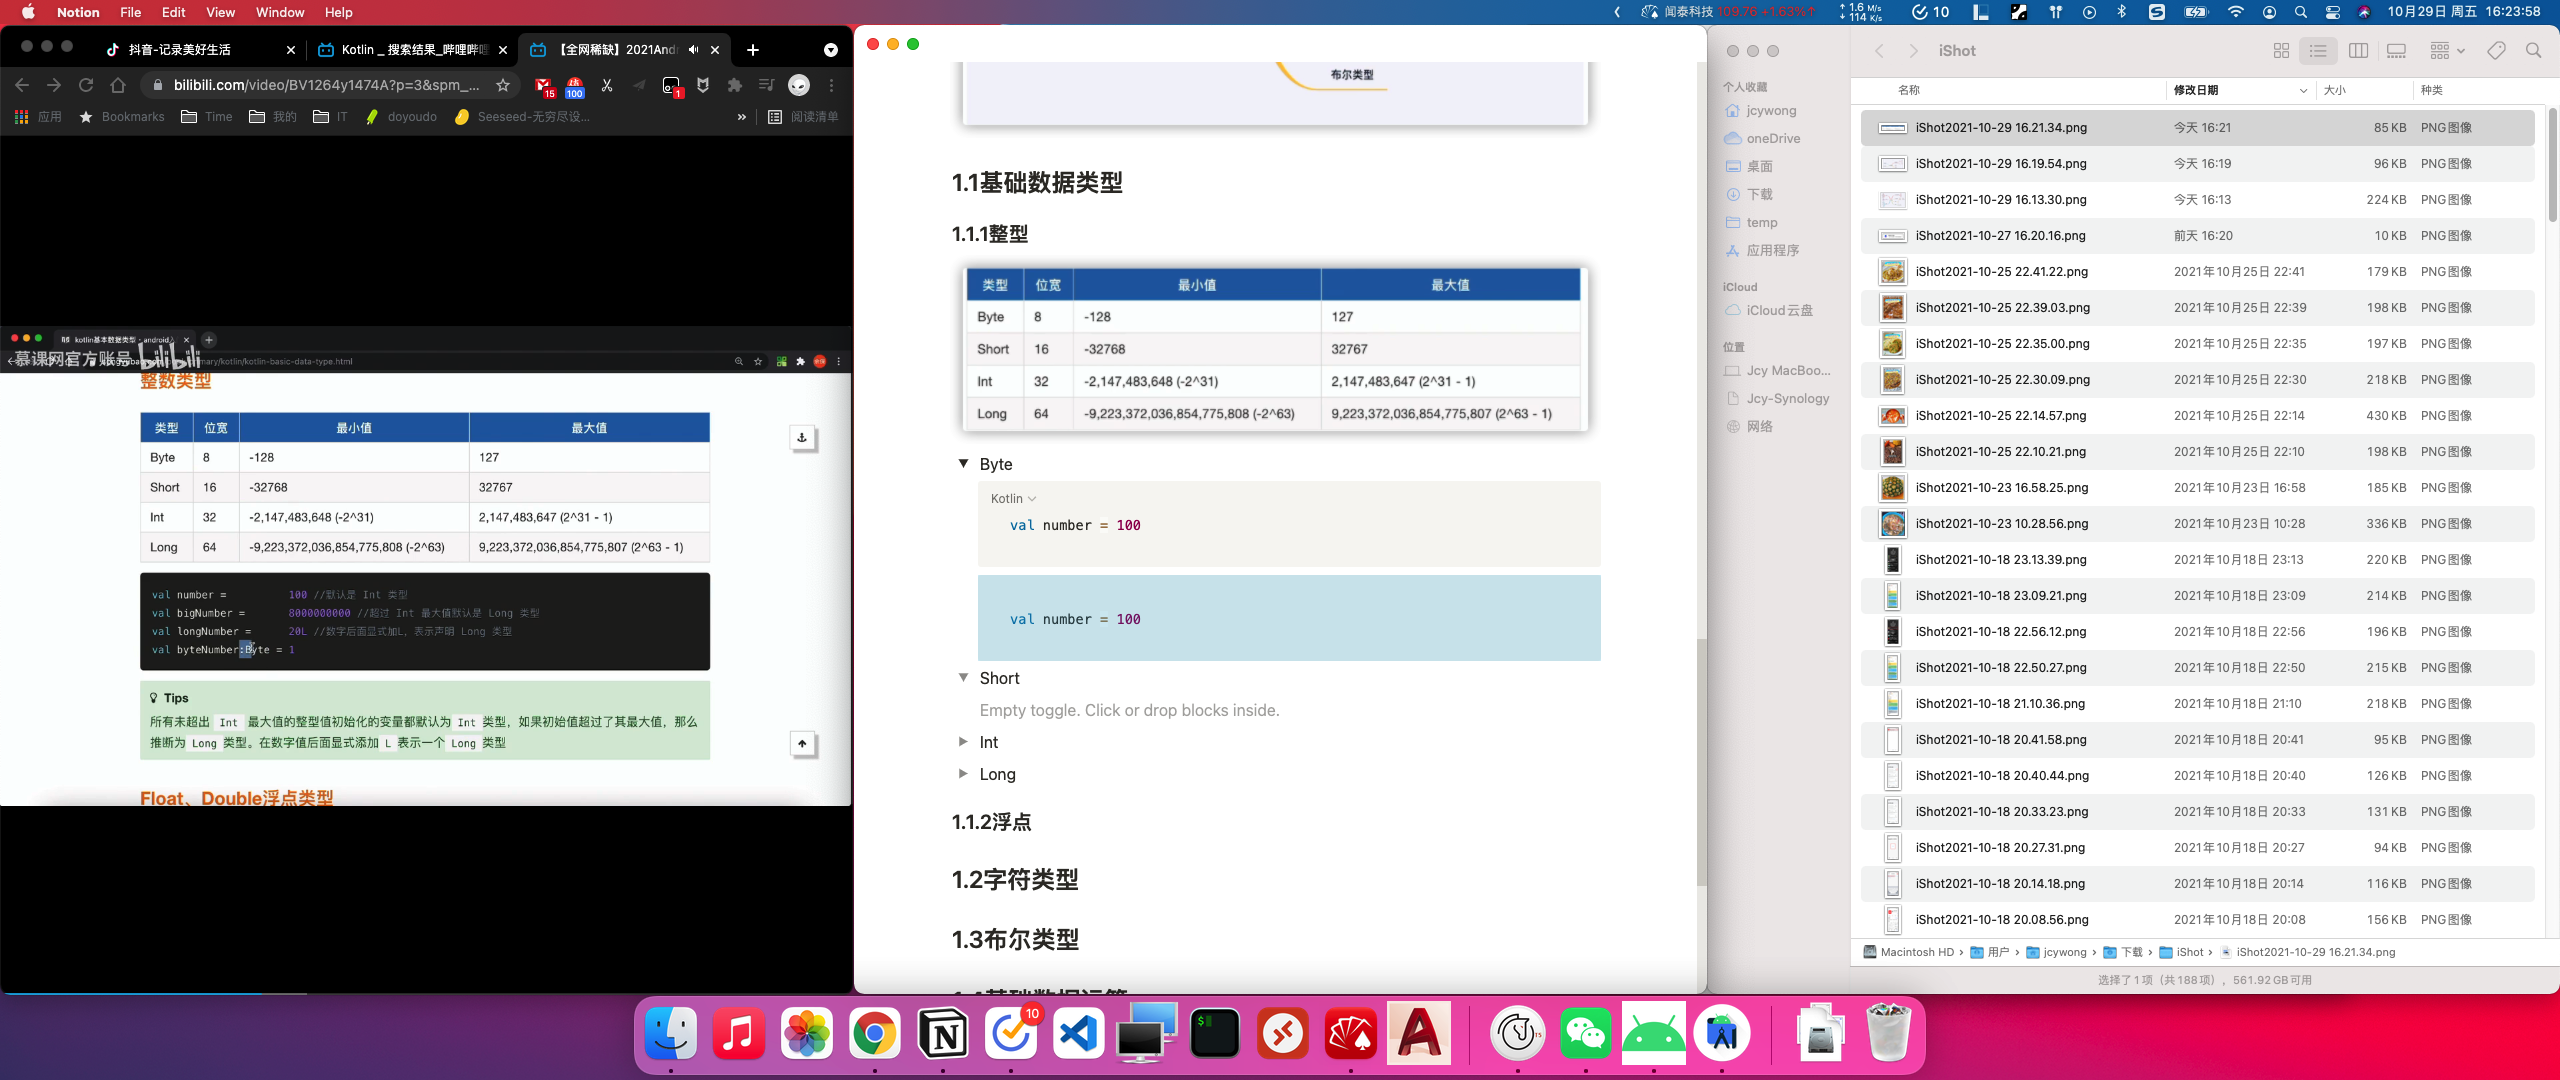 Notion File Edit View Window Help
闻泰科技 109.76 +1.83%↑
↑ 1.6 M/s
↓ 114 K/s
10
10月29日 周五 16:23:58
抖音-记录美好生活
Kotlin _ 搜索结果_哔哩哔哩
【全网稀缺】2021And
bilibili.com/video/BV1264y1474A?p=3&spm_...
15
100
1
应用
Bookmarks
Time
我的
IT
doyoudo
Seeseed-无穷尽设...
»
阅读清单
kotlin基本数据类型 - android
慕课网官方账号 bilibili
mary/kotlin/kotlin-basic-data-type.html
整数类型
类型 位宽 最小值 最大值
Byte 8 -128 127
Short 16 -32768 32767
Int 32 -2,147,483,648 (-2^31) 2,147,483,647 (2^31 - 1)
Long 64 -9,223,372,036,854,775,808 (-2^63) 9,223,372,036,854,775,807 (2^63 - 1)
val number = 100 //默认是 Int 类型
val bigNumber = 8000000000 //超过 Int 最大值默认是 Long 类型
val longNumber = 20L //数字后面显式加L，表示声明 Long 类型
val byteNumber:Byte = 1
Tips
所有未超出 Int 最大值的整型值初始化的变量都默认为 Int 类型，如果初始值超过了其最大值，那么
推断为 Long 类型。在数字值后面显式添加 L 表示一个 Long 类型
Float、Double浮点类型
布尔类型
1.1基础数据类型
1.1.1整型
类型 位宽 最小值 最大值
Byte 8 -128 127
Short 16 -32768 32767
Int 32 -2,147,483,648 (-2^31) 2,147,483,647 (2^31 - 1)
Long 64 -9,223,372,036,854,775,808 (-2^63) 9,223,372,036,854,775,807 (2^63 - 1)
Byte
Kotlin
val number = 100
val number = 100
Short
Empty toggle. Click or drop blocks inside.
Int
Long
1.1.2浮点
1.2字符类型
1.3布尔类型
1.4基础数据运算
个人收藏
jcywong
oneDrive
桌面
下载
temp
应用程序
iCloud
iCloud云盘
位置
Jcy MacBoo...
Jcy-Synology
网络
iShot
名称 修改日期 大小 种类
iShot2021-10-29 16.21.34.png 今天 16:21 85 KB PNG图像
iShot2021-10-29 16.19.54.png 今天 16:19 96 KB PNG图像
iShot2021-10-29 16.13.30.png 今天 16:13 224 KB PNG图像
iShot2021-10-27 16.20.16.png 前天 16:20 10 KB PNG图像
iShot2021-10-25 22.41.22.png 2021年10月25日 22:41 179 KB PNG图像
iShot2021-10-25 22.39.03.png 2021年10月25日 22:39 198 KB PNG图像
iShot2021-10-25 22.35.00.png 2021年10月25日 22:35 197 KB PNG图像
iShot2021-10-25 22.30.09.png 2021年10月25日 22:30 218 KB PNG图像
iShot2021-10-25 22.14.57.png 2021年10月25日 22:14 430 KB PNG图像
iShot2021-10-25 22.10.21.png 2021年10月25日 22:10 198 KB PNG图像
iShot2021-10-23 16.58.25.png 2021年10月23日 16:58 185 KB PNG图像
iShot2021-10-23 10.28.56.png 2021年10月23日 10:28 336 KB PNG图像
iShot2021-10-18 23.13.39.png 2021年10月18日 23:13 220 KB PNG图像
iShot2021-10-18 23.09.21.png 2021年10月18日 23:09 214 KB PNG图像
iShot2021-10-18 22.56.12.png 2021年10月18日 22:56 196 KB PNG图像
iShot2021-10-18 22.50.27.png 2021年10月18日 22:50 215 KB PNG图像
iShot2021-10-18 21.10.36.png 2021年10月18日 21:10 218 KB PNG图像
iShot2021-10-18 20.41.58.png 2021年10月18日 20:41 95 KB PNG图像
iShot2021-10-18 20.40.44.png 2021年10月18日 20:40 126 KB PNG图像
iShot2021-10-18 20.33.23.png 2021年10月18日 20:33 131 KB PNG图像
iShot2021-10-18 20.27.31.png 2021年10月18日 20:27 94 KB PNG图像
iShot2021-10-18 20.14.18.png 2021年10月18日 20:14 116 KB PNG图像
iShot2021-10-18 20.08.56.png 2021年10月18日 20:08 156 KB PNG图像
Macintosh HD › 用户 › jcywong › 下载 › iShot › iShot2021-10-29 16.21.34.png
选择了1项（共188项），561.92 GB可用
10